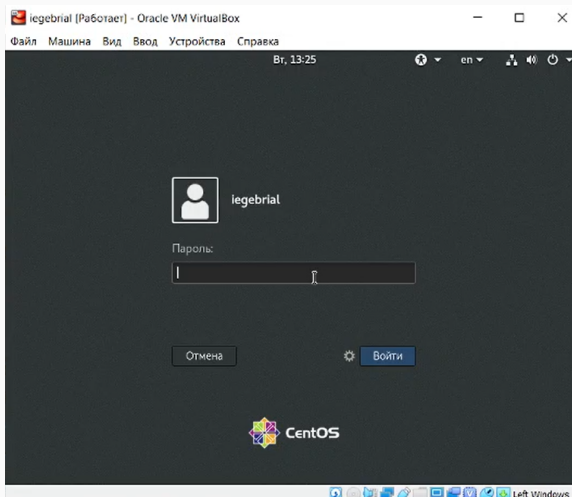 iegebrial [Работает] - Oracle VM VirtualBox
Файл Машина Вид Ввод Устройства Справка
Вт, 13:25
en
iegebrial
Пароль:
Отмена
Войти
CentOS
Left Windows